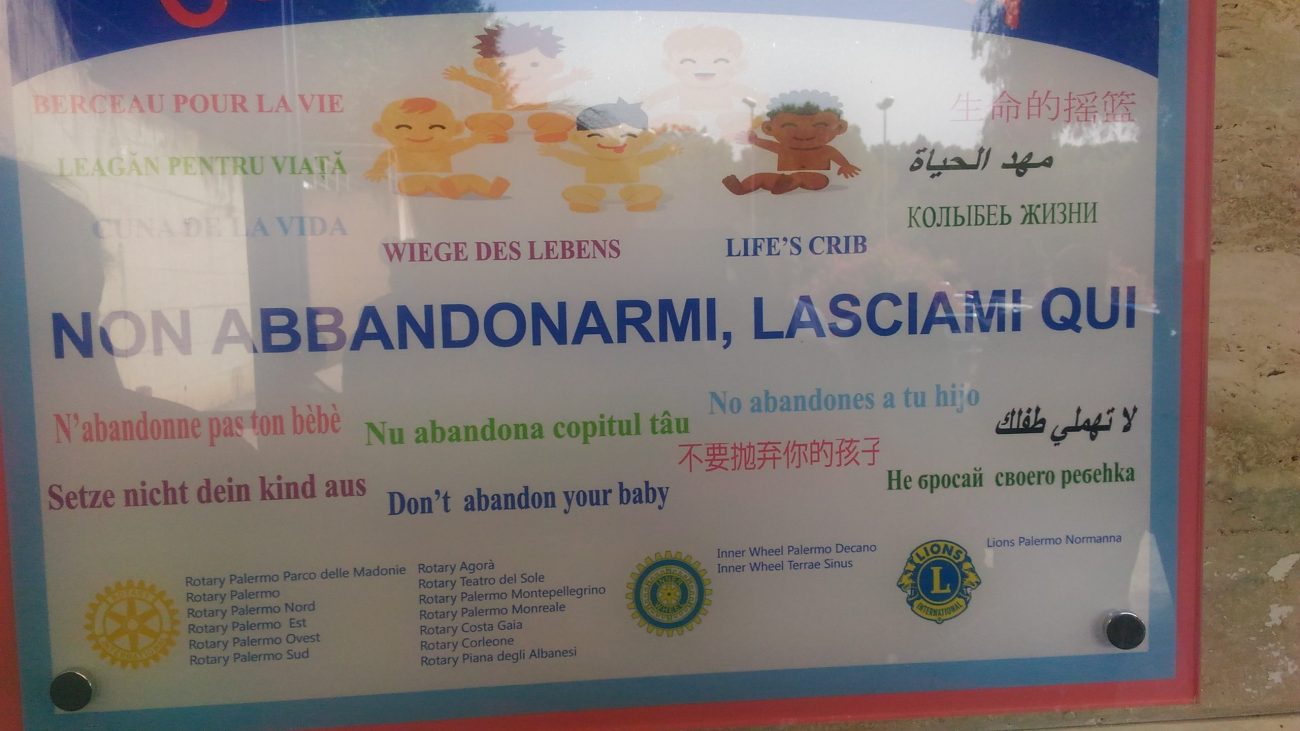 BERCEAU POUR LA VIE
LEAGĂN PENTRU VIAȚĂ
CUNA DE LA VIDA
WIEGE DES LEBENS
LIFE'S CRIB
生命的摇篮
مهد الحياة
КОЛЫБЕЬ ЖИЗНИ
NON ABBANDONARMI, LASCIAMI QUI
N'abandonne pas ton bèbè
Nu abandona copitul tâu
No abandones a tu hijo
لا تهملي طفلك
不要抛弃你的孩子
Setze nicht dein kind aus
Don't abandon your baby
Не бросай своего ребеhка
Rotary Palermo Parco delle Madonie
Rotary Palermo
Rotary Palermo Nord
Rotary Palermo Est
Rotary Palermo Ovest
Rotary Palermo Sud
Rotary Agorà
Rotary Teatro del Sole
Rotary Palermo Montepellegrino
Rotary Palermo Monreale
Rotary Costa Gaia
Rotary Corleone
Rotary Piana degli Albanesi
Inner Wheel Palermo Decano
Inner Wheel Terrae Sinus
LIONS
L
INTERNATIONAL
Lions Palermo Normanna